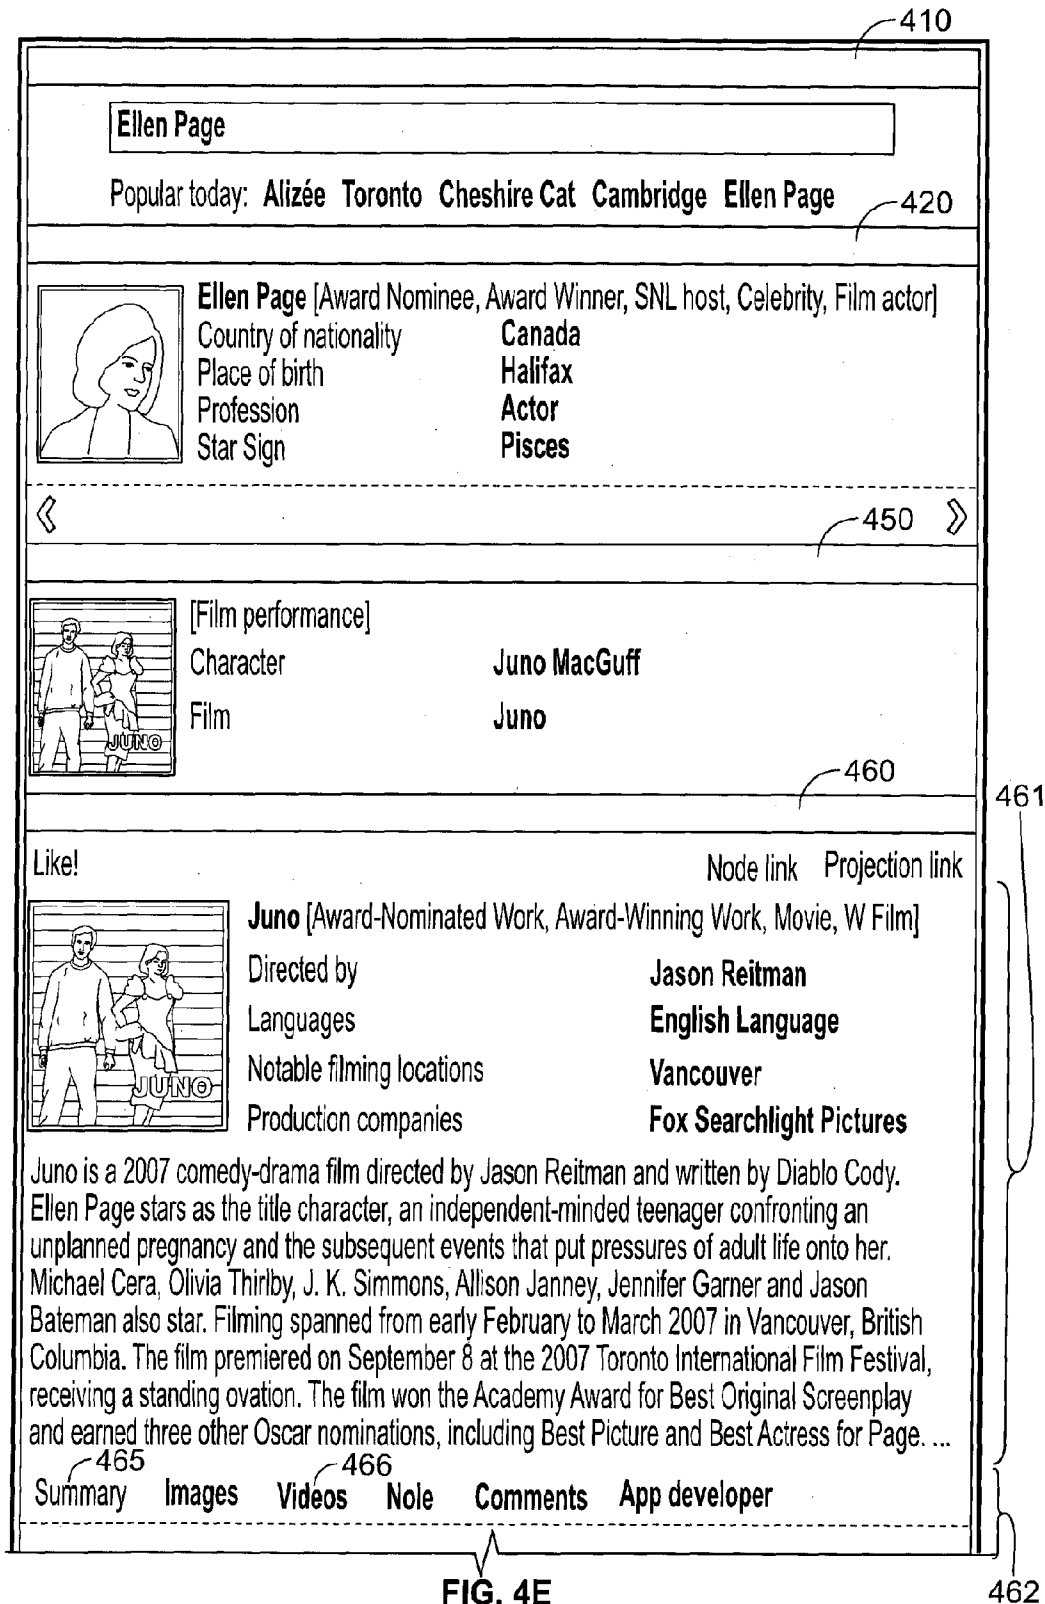 410
Ellen Page
Popular today: Alizée Toronto Cheshire Cat Cambridge Ellen Page
420
Ellen Page [Award Nominee, Award Winner, SNL host, Celebrity, Film actor]
Country of nationality Canada
Place of birth Halifax
Profession Actor
Star Sign Pisces
450
[Film performance]
Character Juno MacGuff
Film Juno
JUNO
460
461
Like! Node link Projection link
Juno [Award-Nominated Work, Award-Winning Work, Movie, W Film]
Directed by Jason Reitman
Languages English Language
Notable filming locations Vancouver
Production companies Fox Searchlight Pictures
JUNO
Juno is a 2007 comedy-drama film directed by Jason Reitman and written by Diablo Cody.
Ellen Page stars as the title character, an independent-minded teenager confronting an
unplanned pregnancy and the subsequent events that put pressures of adult life onto her.
Michael Cera, Olivia Thirlby, J. K. Simmons, Allison Janney, Jennifer Garner and Jason
Bateman also star. Filming spanned from early February to March 2007 in Vancouver, British
Columbia. The film premiered on September 8 at the 2007 Toronto International Film Festival,
receiving a standing ovation. The film won the Academy Award for Best Original Screenplay
and earned three other Oscar nominations, including Best Picture and Best Actress for Page. ...
465 466
Summary Images Videos Nole Comments App developer
FIG. 4E
462